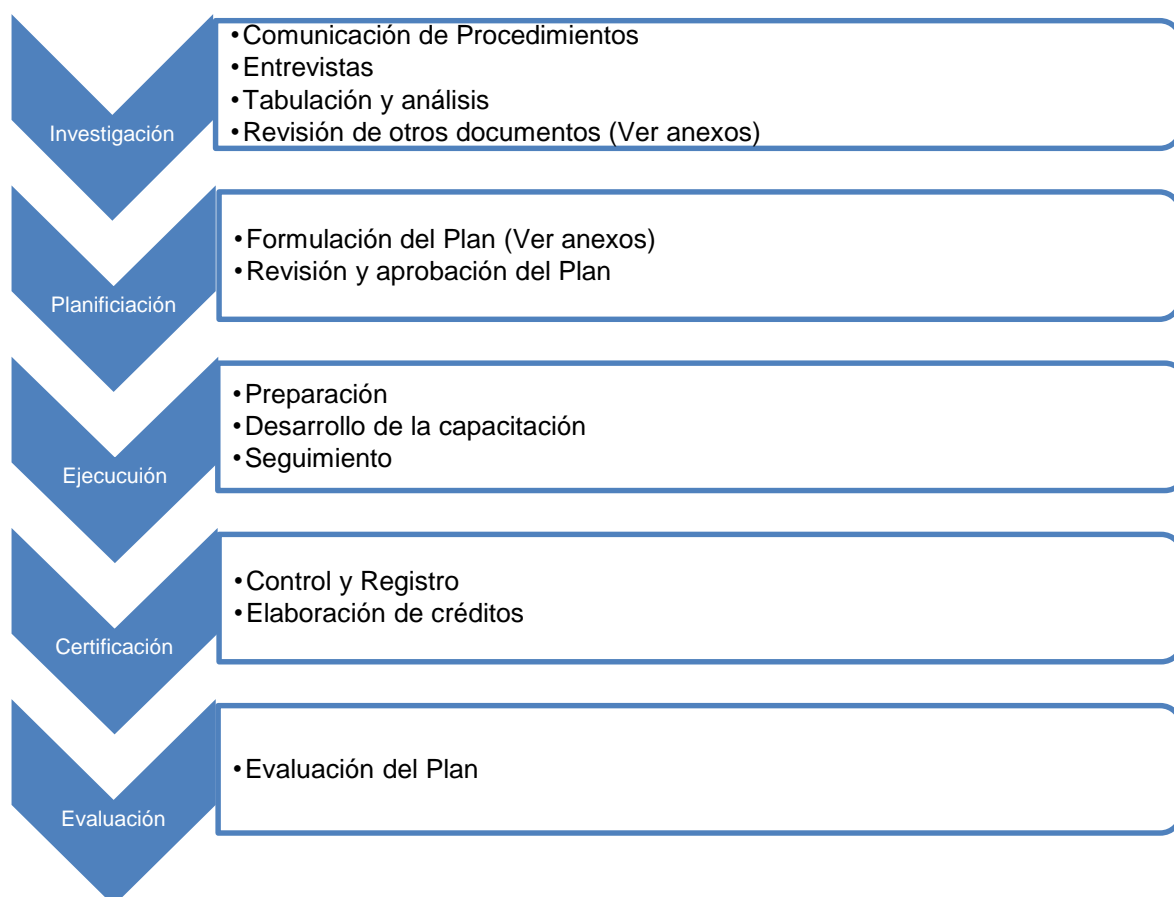 Investigación
•Comunicación de Procedimientos
•Entrevistas
•Tabulación y análisis
•Revisión de otros documentos (Ver anexos)
Planificiación
•Formulación del Plan (Ver anexos)
•Revisión y aprobación del Plan
Ejecucuión
•Preparación
•Desarrollo de la capacitación
•Seguimiento
Certificación
•Control y Registro
•Elaboración de créditos
Evaluación
•Evaluación del Plan